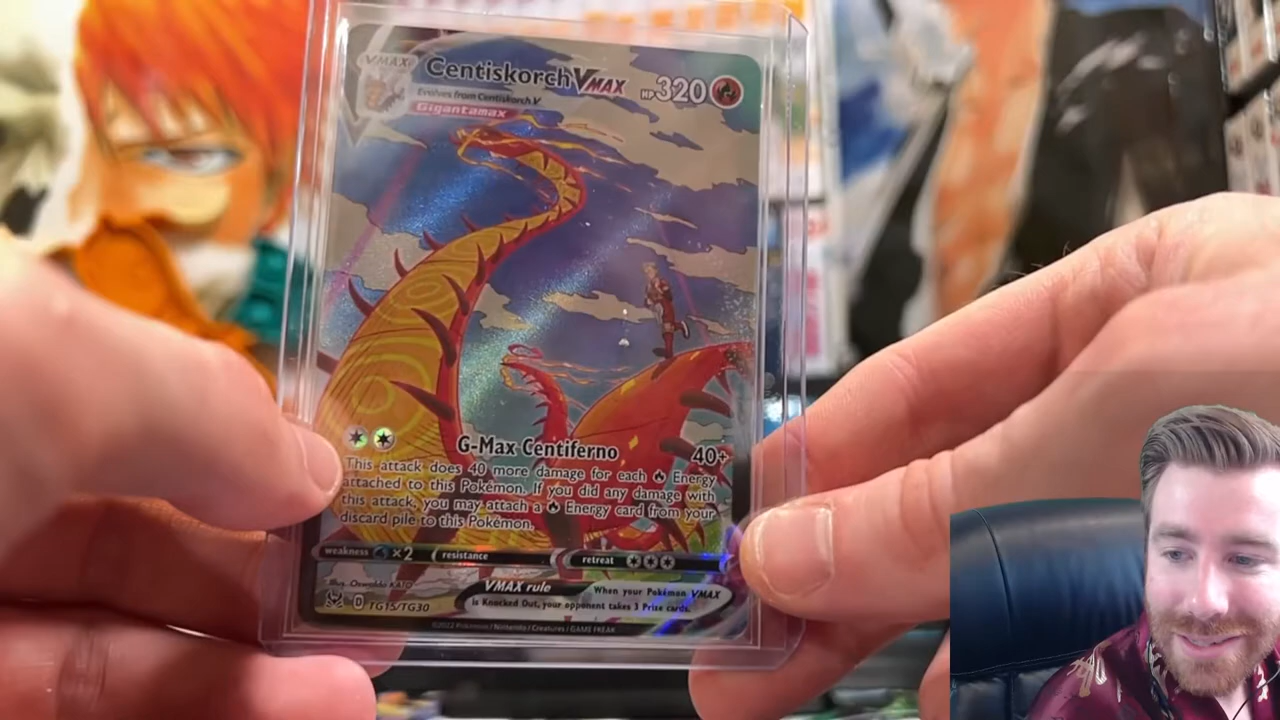 VMAX
Centiskorch VMAX HP 320
Evolves from Centiskorch V
Gigantamax
G-Max Centiferno 40+
This attack does 40 more damage for each Energy
attached to this Pokémon. If you did any damage with
this attack, you may attach a Energy card from your
discard pile to this Pokémon.
weakness ×2 resistance retreat
Illus. Oswaldo KATO
D TG15/TG30
VMAX rule When your Pokémon VMAX
is Knocked Out, your opponent takes 3 Prize cards.
©2022 Pokémon / Nintendo / Creatures / GAME FREAK